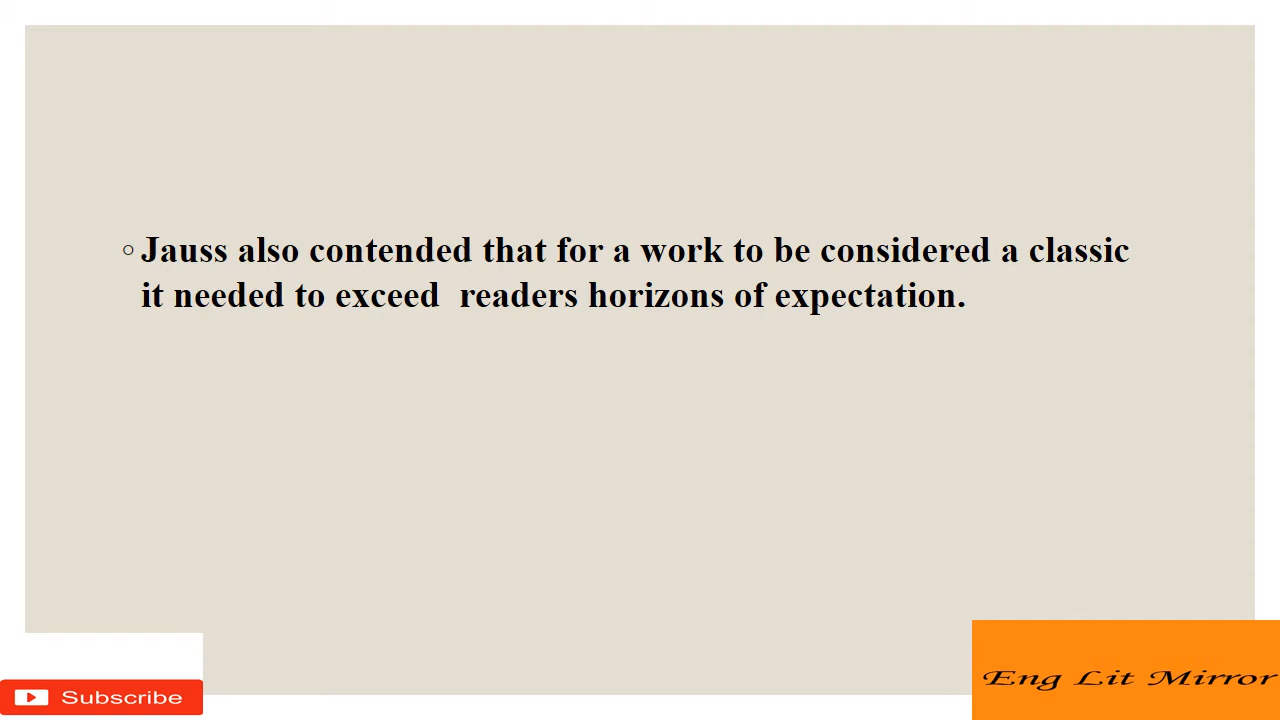 ◦ Jauss also contended that for a work to be considered a classic
it needed to exceed  readers horizons of expectation.
Subscribe
Eng Lit Mirror